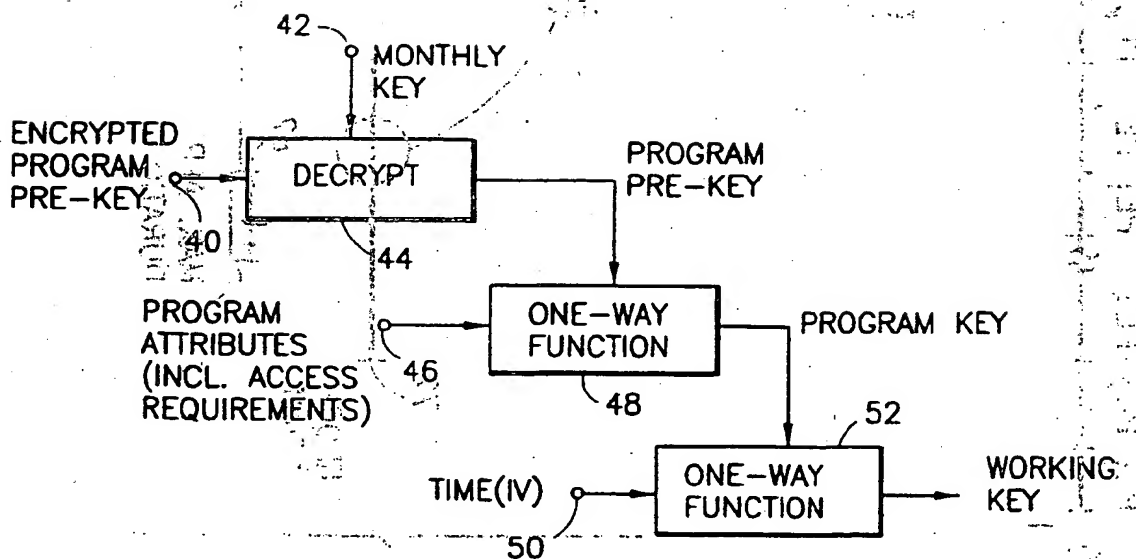 42
MONTHLY
KEY
ENCRYPTED
PROGRAM
PRE-KEY
40
DECRYPT
44
PROGRAM
PRE-KEY
PROGRAM
ATTRIBUTES
(INCL. ACCESS
REQUIREMENTS)
46
ONE-WAY
FUNCTION
48
PROGRAM KEY
52
TIME(IV)
50
ONE-WAY
FUNCTION
WORKING
KEY